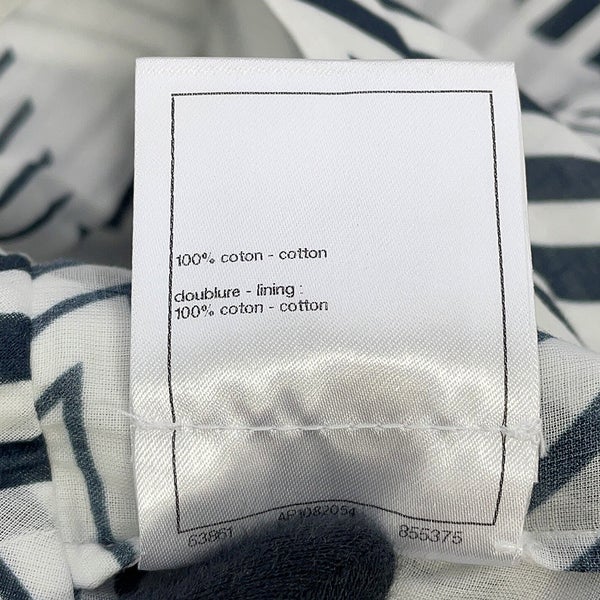 100% coton - cotton
doublure - lining :
100% coton - cotton
AP1082054
63861 855375